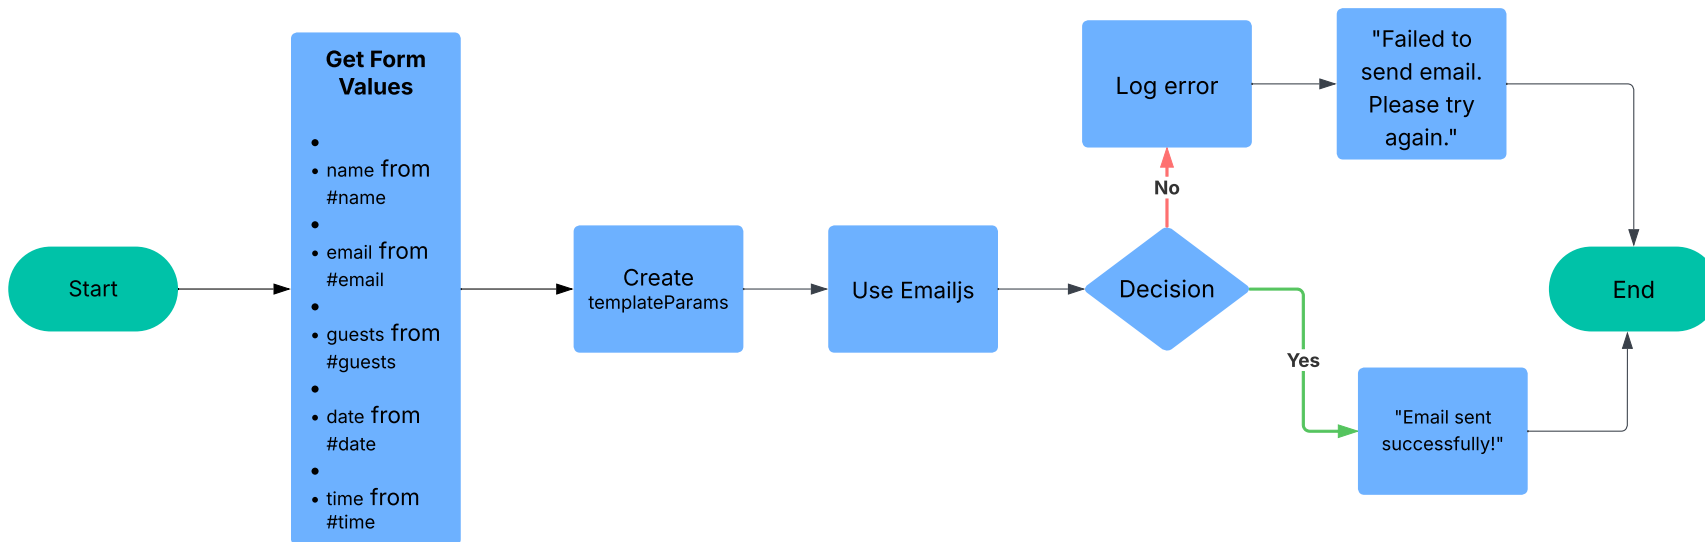 Start
Get Form
Values
•
• name from
#name
•
• email from
#email
•
• guests from
#guests
•
• date from
#date
•
• time from
#time
Create
templateParams
Use Emailjs
Decision
No
Log error
"Failed to
send email.
Please try
again."
Yes
"Email sent
successfully!"
End